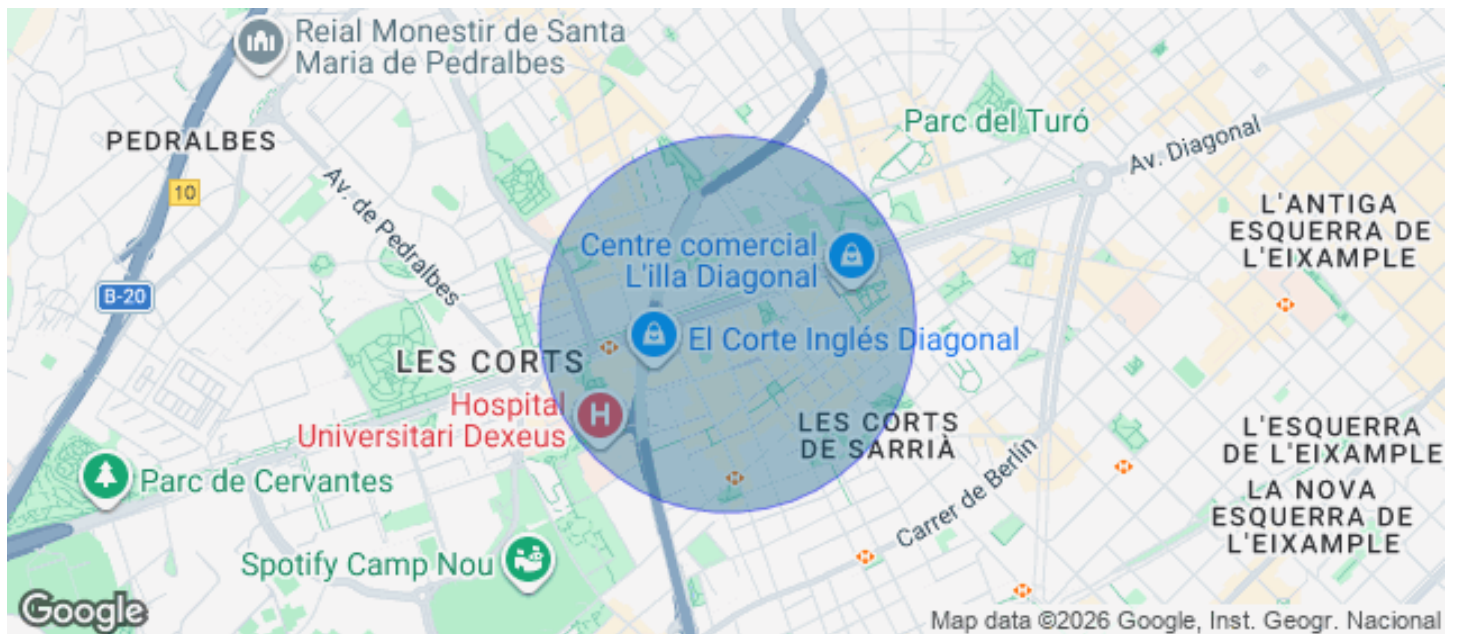 Reial Monestir de Santa
Maria de Pedralbes
PEDRALBES
Parc del Turó
Av. Diagonal
10
Av. de Pedralbes
L'ANTIGA
ESQUERRA DE
L'EIXAMPLE
Centre comercial
L'illa Diagonal
B-20
El Corte Inglés Diagonal
LES CORTS
Hospital
Universitari Dexeus
H
LES CORTS
DE SARRIÀ
L'ESQUERRA
DE L'EIXAMPLE
Parc de Cervantes
Carrer de Berlín
LA NOVA
ESQUERRA DE
L'EIXAMPLE
Spotify Camp Nou
Google
Map data ©2026 Google, Inst. Geogr. Nacional